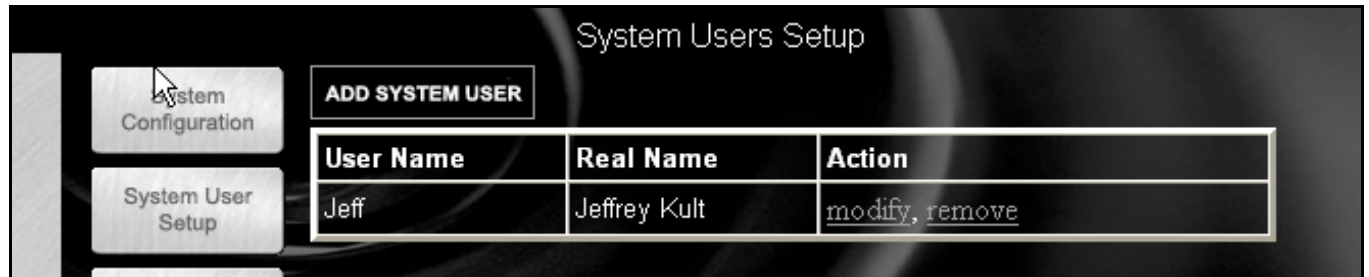 System Users Setup
System
Configuration
ADD SYSTEM USER
User Name Real Name Action
System User
Setup
Jeff Jeffrey Kult modify, remove